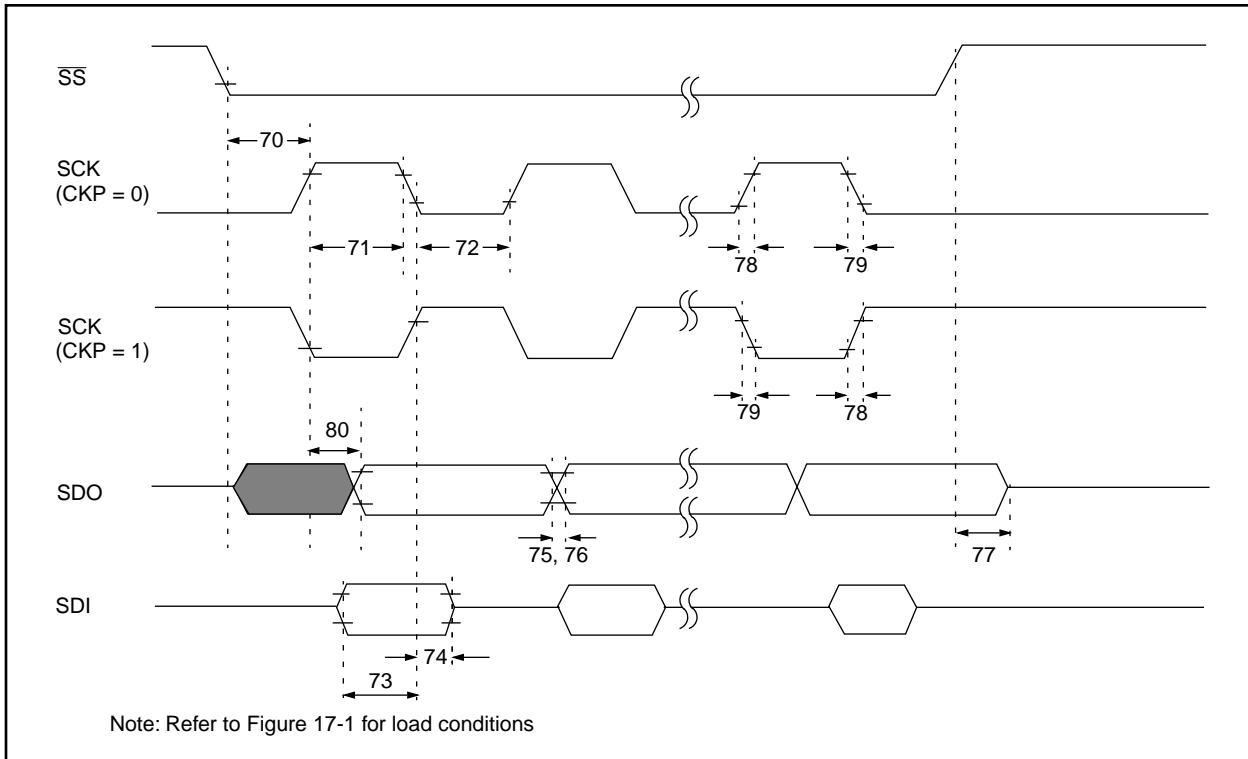 SS
70
SCK
(CKP = 0)
71
72
78
79
SCK
(CKP = 1)
79
78
80
SDO
75, 76
77
SDI
74
73
Note: Refer to Figure 17-1 for load conditions